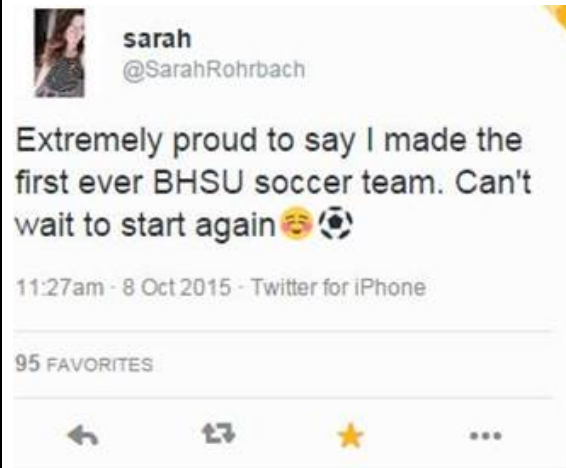 sarah
@SarahRohrbach
Extremely proud to say I made the
first ever BHSU soccer team. Can't
wait to start again☺️⚽
11:27am · 8 Oct 2015 · Twitter for iPhone
95 FAVORITES